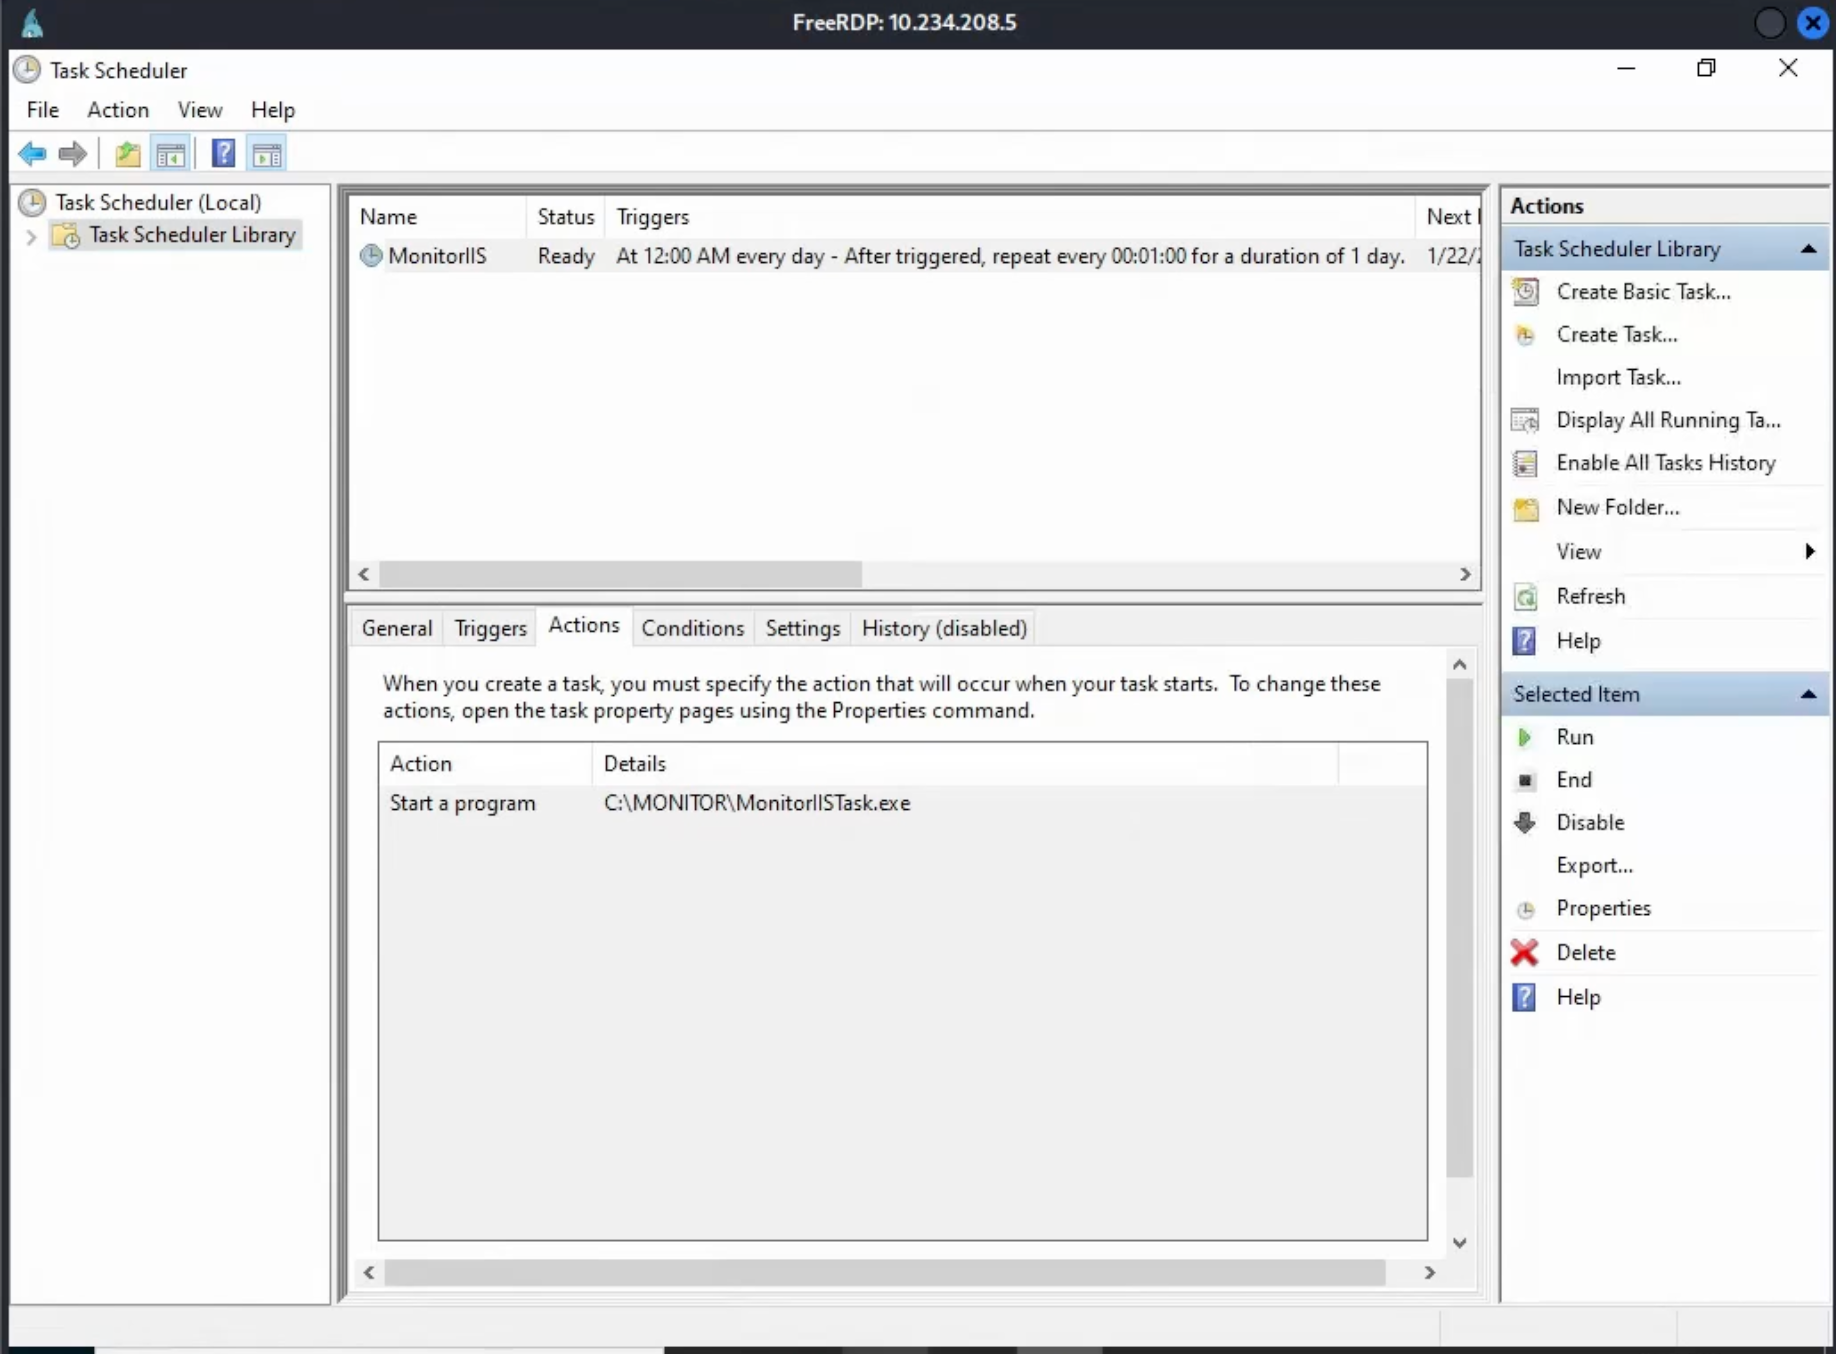 FreeRDP: 10.234.208.5
Task Scheduler
File Action View Help
Task Scheduler (Local)
Task Scheduler Library
Name Status Triggers Next
MonitorIIS Ready At 12:00 AM every day - After triggered, repeat every 00:01:00 for a duration of 1 day. 1/22/
General Triggers Actions Conditions Settings History (disabled)
When you create a task, you must specify the action that will occur when your task starts. To change these
actions, open the task property pages using the Properties command.
Action Details
Start a program C:\MONITOR\MonitorIISTask.exe
Actions
Task Scheduler Library
Create Basic Task...
Create Task...
Import Task...
Display All Running Ta...
Enable All Tasks History
New Folder...
View
Refresh
Help
Selected Item
Run
End
Disable
Export...
Properties
Delete
Help